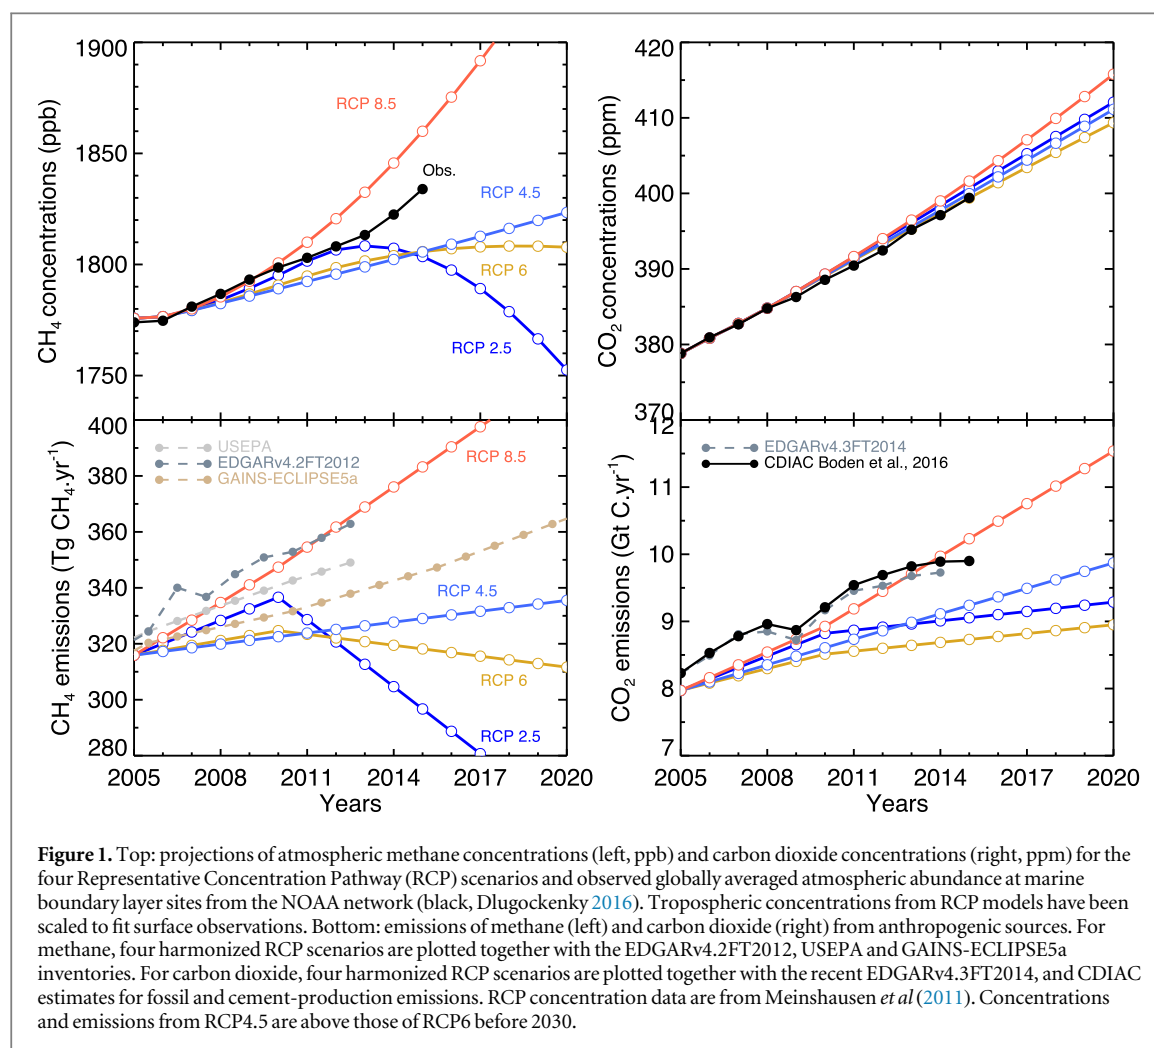 1900
1850
1800
1750
CH4 concentrations (ppb)
RCP 8.5
Obs.
RCP 4.5
RCP 6
RCP 2.5
420
410
400
390
380
370
CO2 concentrations (ppm)
400
380
360
340
320
300
280
CH4 emissions (Tg CH4.yr-1)
USEPA
EDGARv4.2FT2012
GAINS-ECLIPSE5a
RCP 8.5
RCP 4.5
RCP 6
RCP 2.5
2005 2008 2011 2014 2017 2020
Years
12
11
10
9
8
7
CO2 emissions (Gt C.yr-1)
EDGARv4.3FT2014
CDIAC Boden et al., 2016
2005 2008 2011 2014 2017 2020
Years
Figure 1. Top: projections of atmospheric methane concentrations (left, ppb) and carbon dioxide concentrations (right, ppm) for the
four Representative Concentration Pathway (RCP) scenarios and observed globally averaged atmospheric abundance at marine
boundary layer sites from the NOAA network (black, Dlugockenky 2016). Tropospheric concentrations from RCP models have been
scaled to fit surface observations. Bottom: emissions of methane (left) and carbon dioxide (right) from anthropogenic sources. For
methane, four harmonized RCP scenarios are plotted together with the EDGARv4.2FT2012, USEPA and GAINS-ECLIPSE5a
inventories. For carbon dioxide, four harmonized RCP scenarios are plotted together with the recent EDGARv4.3FT2014, and CDIAC
estimates for fossil and cement-production emissions. RCP concentration data are from Meinshausen et al (2011). Concentrations
and emissions from RCP4.5 are above those of RCP6 before 2030.